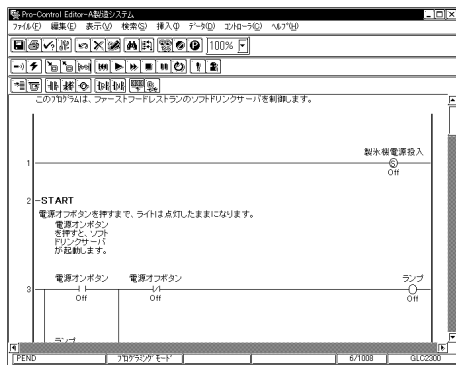 Pro-Control Editor-A製造システム
ファイル(F) 編集(E) 表示(V) 検索(S) 挿入(I) データ(D) コントローラ(C) ヘルプ(H)
100%
このプログラムは、ファーストフードレストランのソフトドリンクサーバを制御します。
製氷機電源投入
1
S
Off
2 START
電源オフボタンを押すまで、ライトは点灯したままになります。
電源オンボタン
を押すと、ソフト
ドリンクサーバ
が起動します。
電源オンボタン 電源オフボタン ランプ
3
Off Off Off
ランプ
PEND プログラミング モード 6/1008 GLC2300